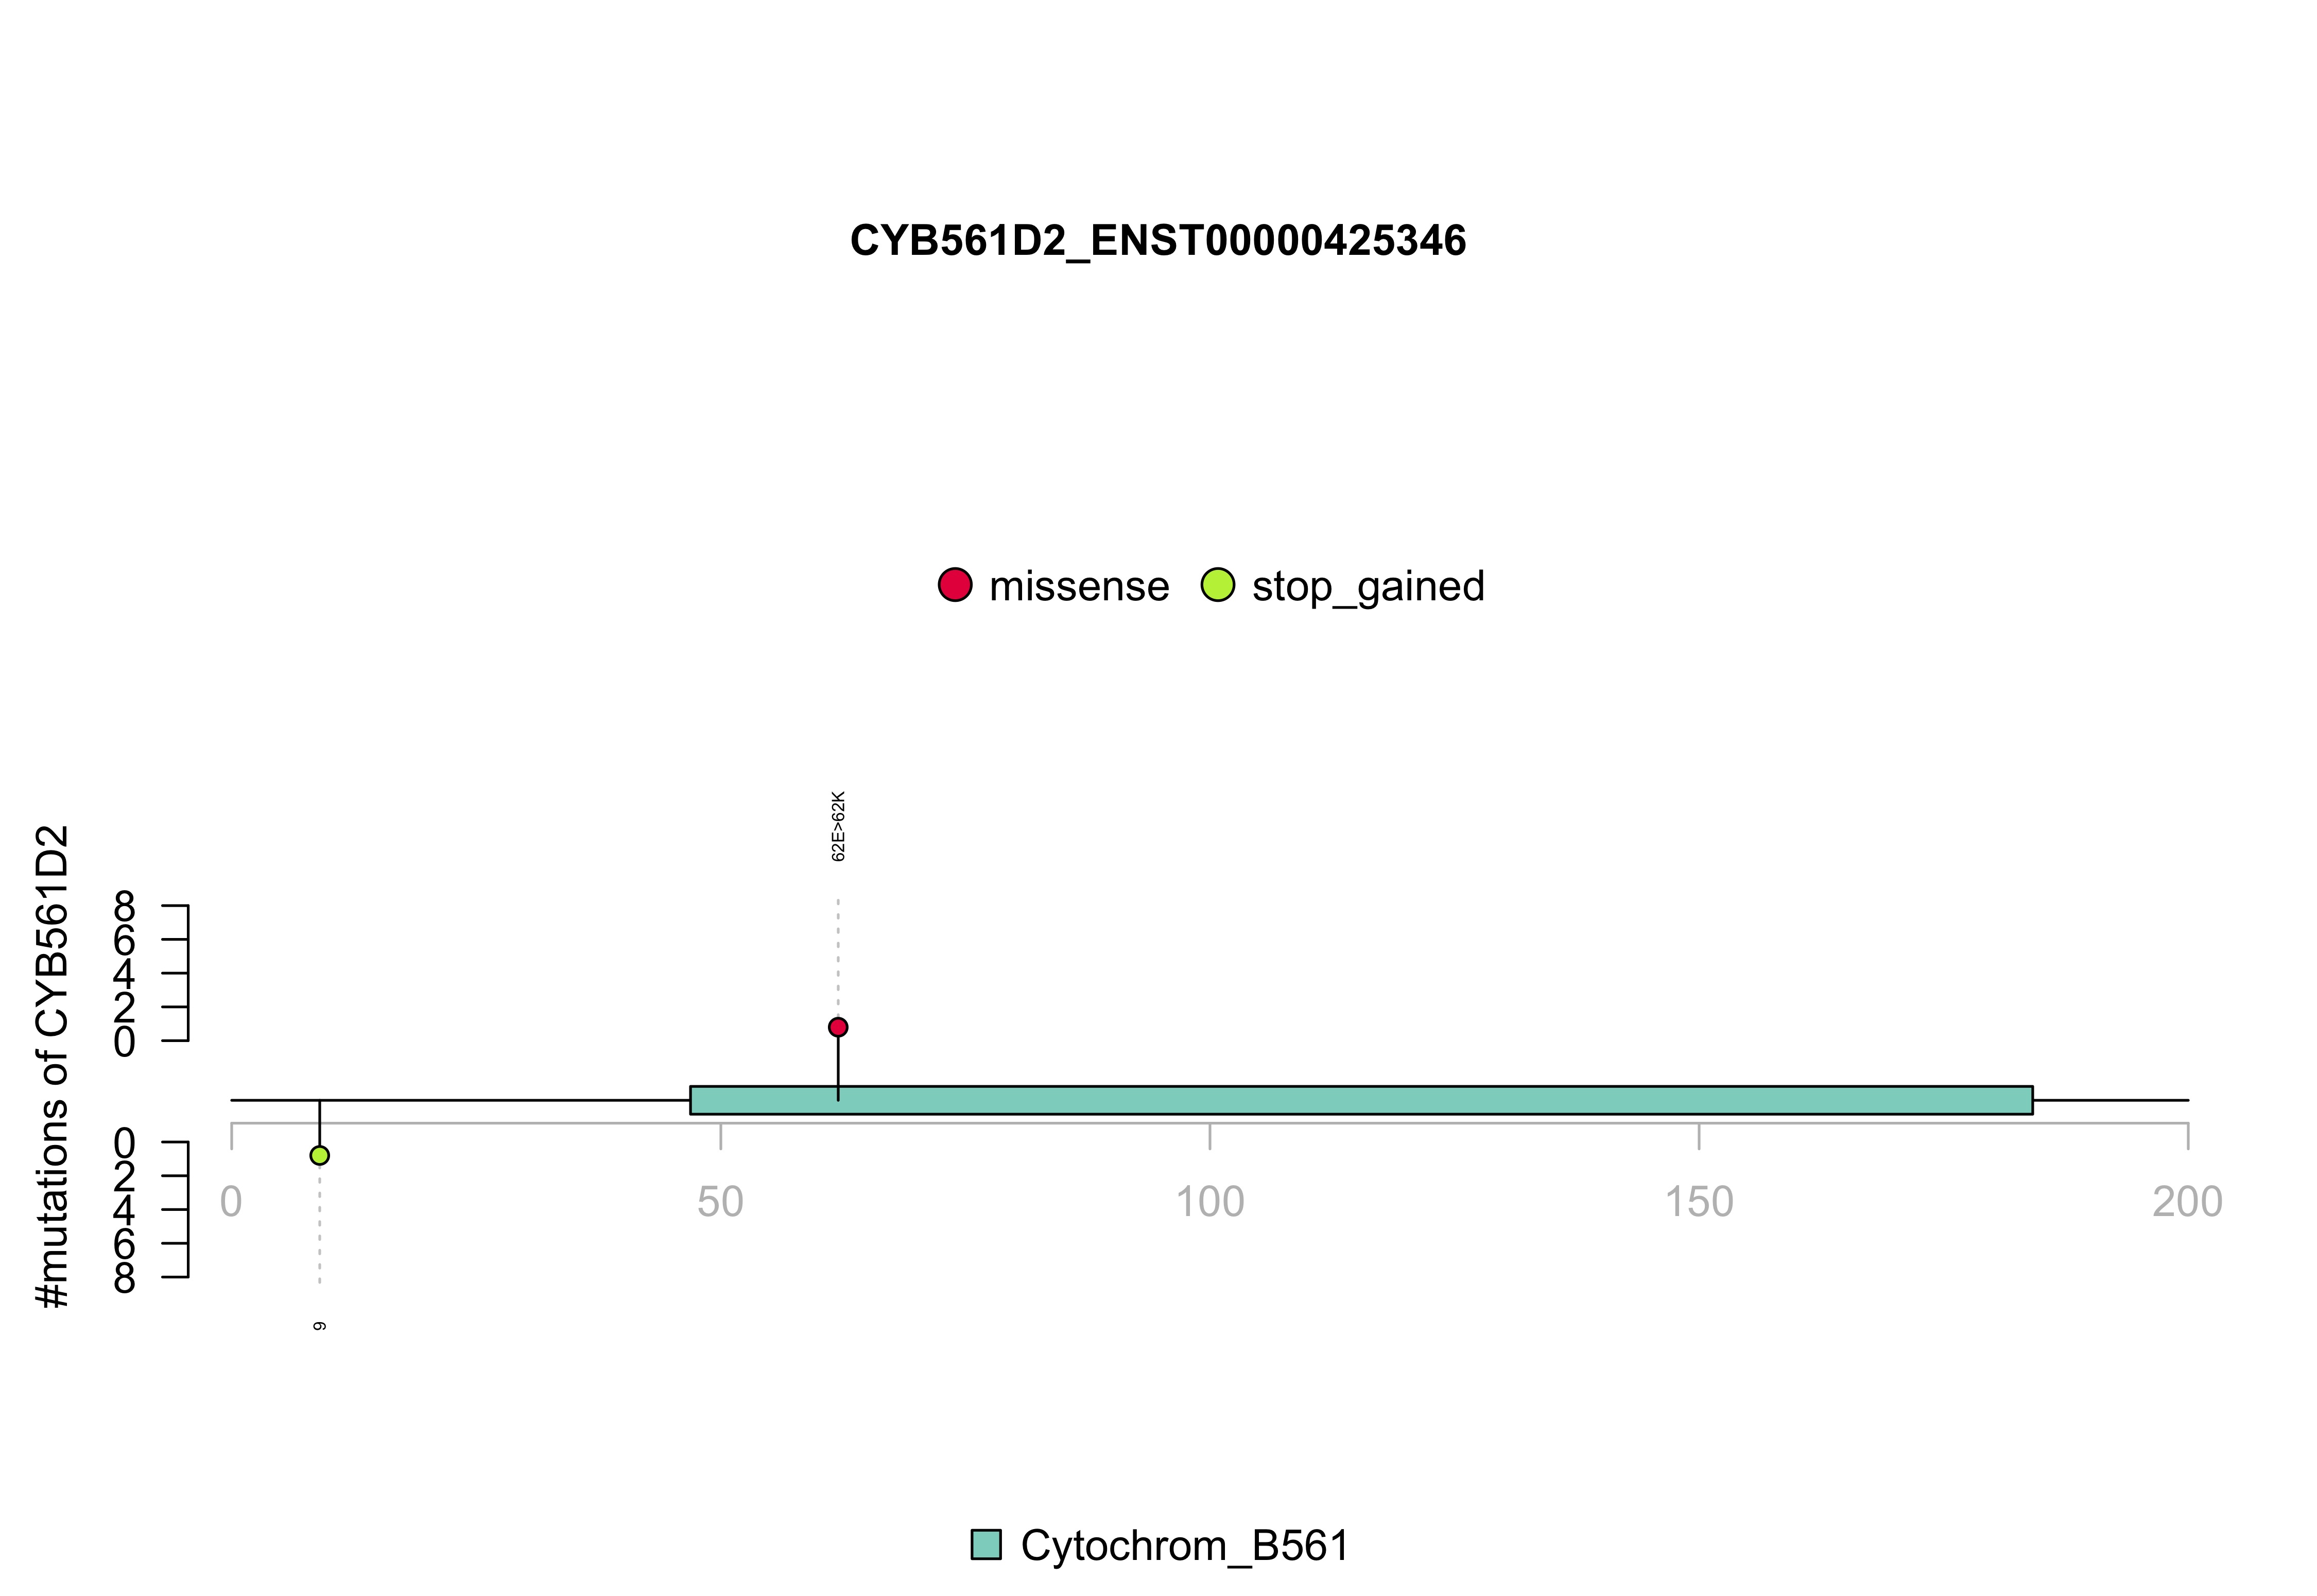 CYB561D2_ENST00000425346
missense stop_gained
62E>62K
#mutations of CYB561D2
8
6
4
2
0
0
2
4
6
8
0 50 100 150 200
9
Cytochrom_B561